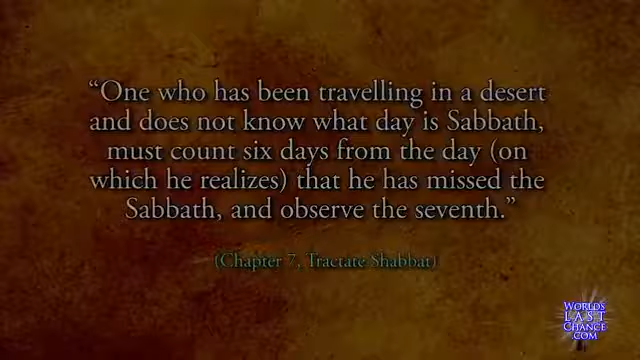 “One who has been travelling in a desert
and does not know what day is Sabbath,
must count six days from the day (on
which he realizes) that he has missed the
Sabbath, and observe the seventh.”
(Chapter 7, Tractate Shabbat)
WORLD'S
LAST
CHANCE
.COM